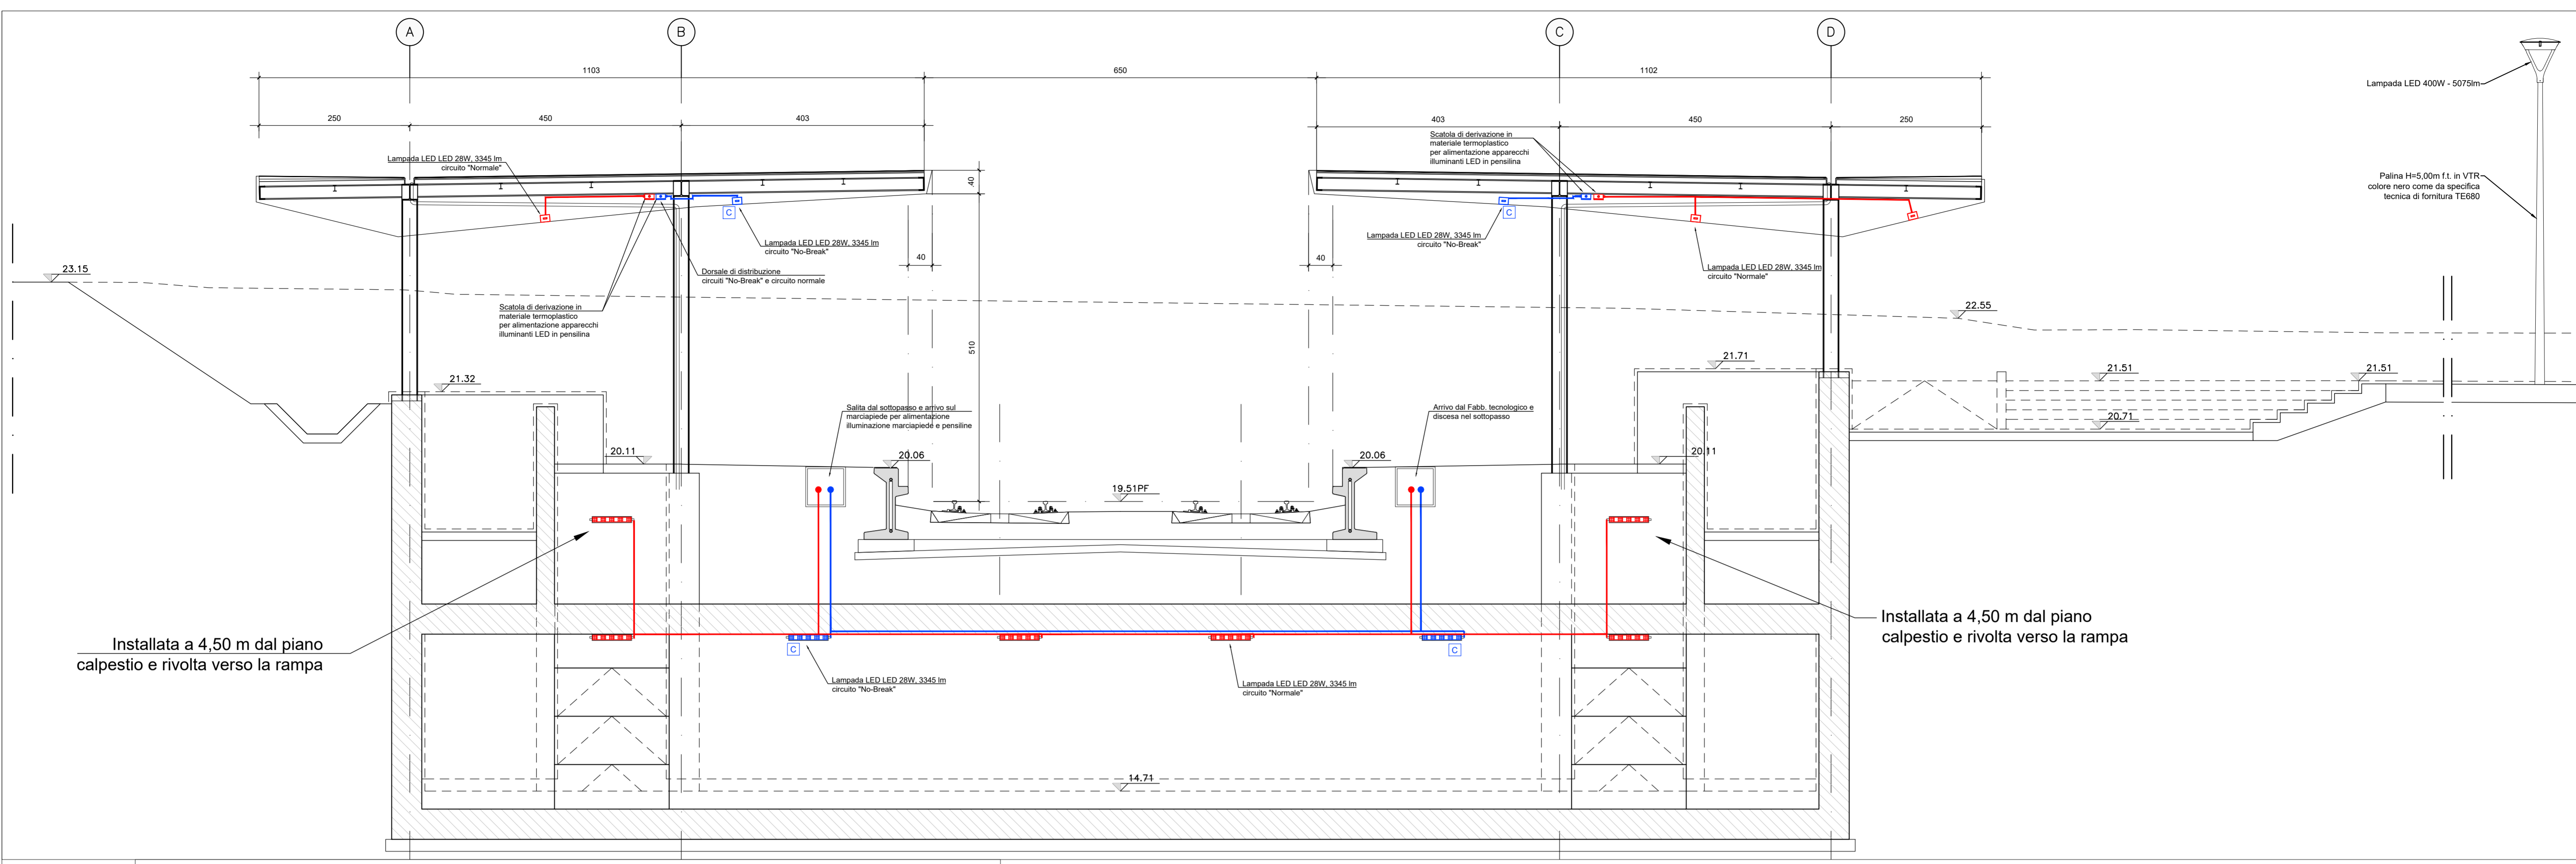 A
B
C
D
1103
650
1102
250
450
403
403
450
250
Lampada LED 400W - 5075lm
Palina H=5,00m f.t. in VTR
colore nero come da specifica
tecnica di fornitura TE680
Lampada LED LED 28W, 3345 lm
circuito "Normale"
Scatola di derivazione in
materiale termoplastico
per alimentazione apparecchi
illuminanti LED in pensilina
40
C
C
Lampada LED LED 28W, 3345 lm
circuito "No-Break"
Lampada LED LED 28W, 3345 lm
circuito "No-Break"
40
40
Dorsale di distribuzione
circuiti "No-Break" e circuito normale
Lampada LED LED 28W, 3345 lm
circuito "Normale"
23.15
Scatola di derivazione in
materiale termoplastico
per alimentazione apparecchi
illuminanti LED in pensilina
22.55
510
21.71
21.32
21.51
21.51
20.71
Salita dal sottopasso e arrivo sul
marciapiede per alimentazione
illuminazione marciapiede e pensiline
Arrivo dal Fabb. tecnologico e
discesa nel sottopasso
20.11
20.06
20.06
20.11
19.51PF
Installata a 4,50 m dal piano
calpestio e rivolta verso la rampa
Installata a 4,50 m dal piano
calpestio e rivolta verso la rampa
C
C
Lampada LED LED 28W, 3345 lm
circuito "No-Break"
Lampada LED LED 28W, 3345 lm
circuito "Normale"
14.71